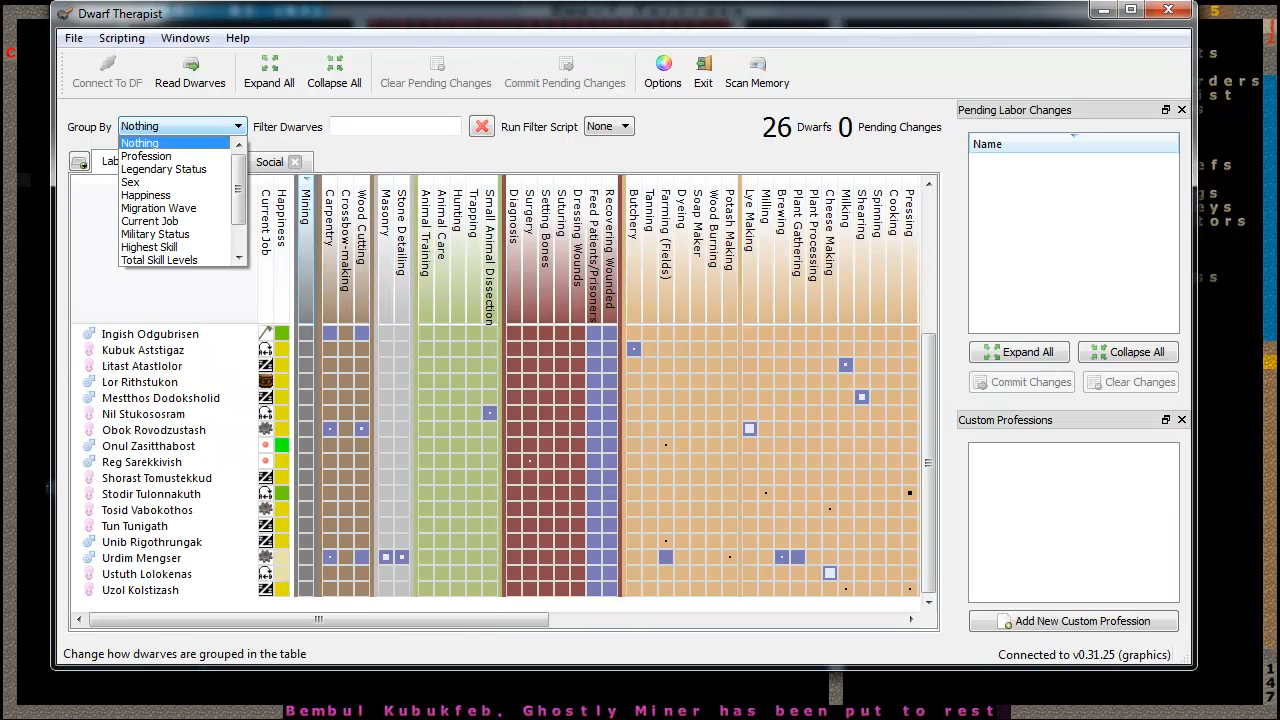 Dwarf Therapist
5
File Scripting Windows Help
Connect To DF Read Dwarves Expand All Collapse All Clear Pending Changes Commit Pending Changes Options Exit Scan Memory
Group By Nothing Filter Dwarves Run Filter Script None 26 Dwarfs 0 Pending Changes
Nothing
Profession
Legendary Status
Sex
Happiness
Migration Wave
Current Job
Military Status
Highest Skill
Total Skill Levels
Lab Social
Current Job
Happiness
Mining
Carpentry
Crossbow-making
Wood Cutting
Masonry
Stone Detailing
Animal Training
Animal Care
Hunting
Trapping
Small Animal Dissection
Diagnosis
Surgery
Setting Bones
Suturing
Dressing Wounds
Feed Patients/Prisoners
Recovering Wounded
Butchery
Tanning
Farming (Fields)
Dyeing
Soap Maker
Wood Burning
Potash Making
Lye Making
Milling
Brewing
Plant Gathering
Plant Processing
Cheese Making
Milking
Shearing
Spinning
Cooking
Pressing
Ingish Odgubrisen
Kubuk Aststigaz
Litast Atastlolor
Lor Rithstukon
Mestthos Dodokholsid
Nil Stukososram
Obok Rovodzustash
Onul Zasitthabost
Reg Sarekkivish
Shorast Tomustekkud
Stodir Tulonnakuth
Tosid Vabokothos
Tun Tunigath
Unib Rigothrungak
Urdim Mengser
Ustuth Lolokenas
Uzol Kolstizash
Pending Labor Changes
Name
Expand All Collapse All
Commit Changes Clear Changes
Custom Professions
Add New Custom Profession
Change how dwarves are grouped in the table Connected to v0.31.25 (graphics)
Bembul Kubukfeb, Ghostly Miner has been put to rest
147